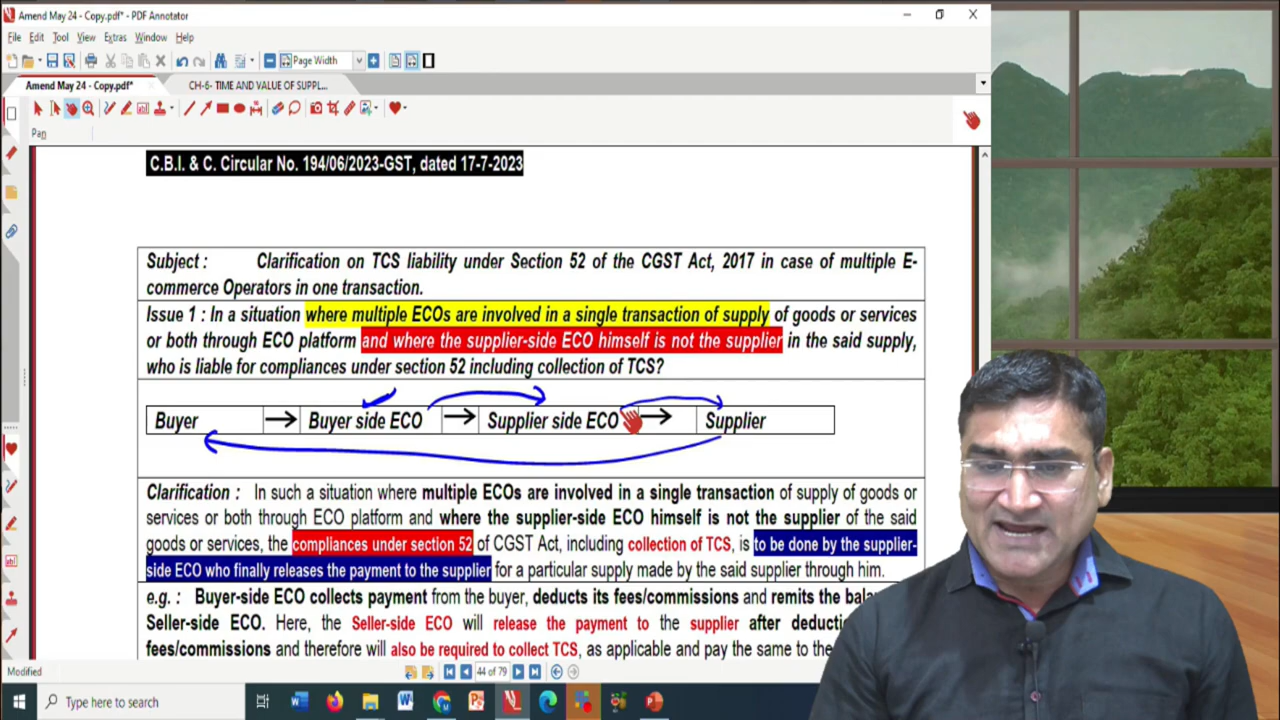 Amend May 24 - Copy.pdf* - PDF Annotator
File Edit Tool View Extras Window Help
Page Width
Amend May 24 - Copy.pdf* CH-6- TIME AND VALUE OF SUPPL...
Pan
C.B.I. & C. Circular No. 194/06/2023-GST, dated 17-7-2023
Subject : Clarification on TCS liability under Section 52 of the CGST Act, 2017 in case of multiple E-
commerce Operators in one transaction.
Issue 1 : In a situation where multiple ECOs are involved in a single transaction of supply of goods or services
or both through ECO platform and where the supplier-side ECO himself is not the supplier in the said supply,
who is liable for compliances under section 52 including collection of TCS?
Buyer → Buyer side ECO → Supplier side ECO → Supplier
Clarification : In such a situation where multiple ECOs are involved in a single transaction of supply of goods or
services or both through ECO platform and where the supplier-side ECO himself is not the supplier of the said
goods or services, the compliances under section 52 of CGST Act, including collection of TCS, is to be done by the supplier-
side ECO who finally releases the payment to the supplier for a particular supply made by the said supplier through him.
e.g. : Buyer-side ECO collects payment from the buyer, deducts its fees/commissions and remits the
Seller-side ECO. Here, the Seller-side ECO will release the payment to the supplier after
fees/commissions and therefore will also be required to collect TCS, as applicable and pay the same to the
Modified 44 of 79
Type here to search